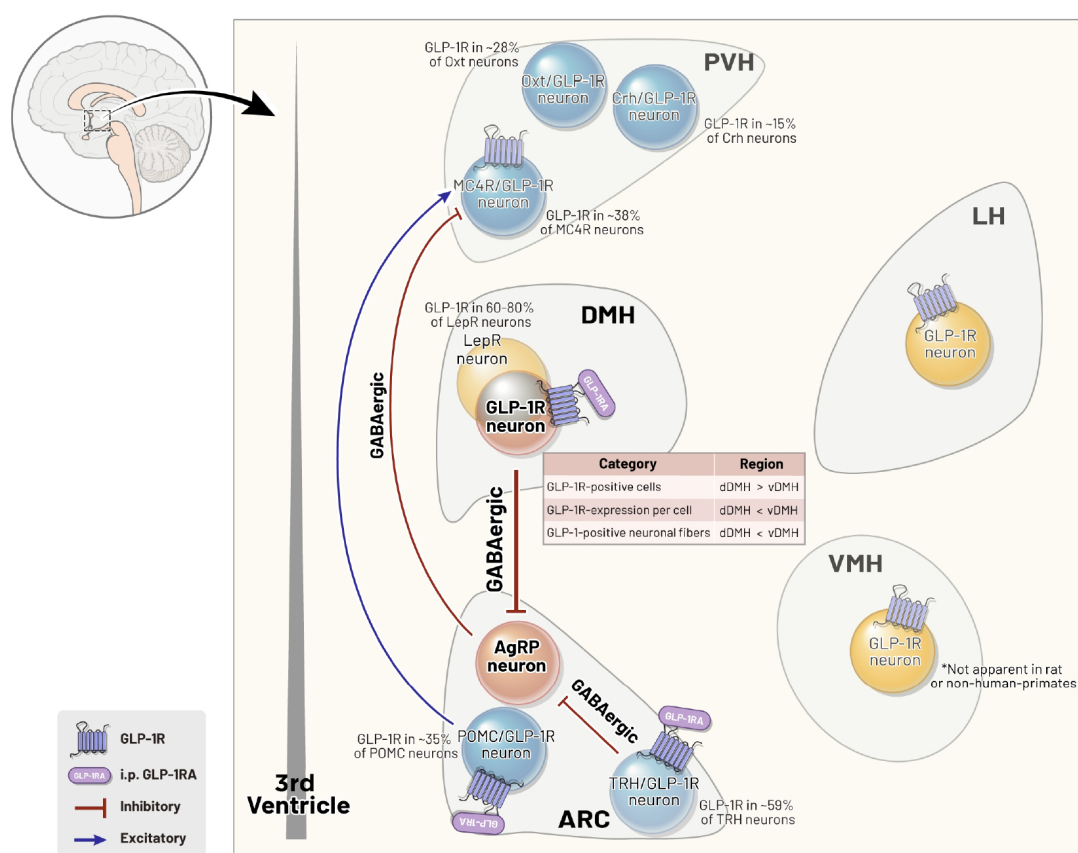 GLP-1R in ~28%
of Oxt neurons
Oxt/GLP-1R
neuron
PVH
Crh/GLP-1R
neuron
GLP-1R in ~15%
of Crh neurons
MC4R/GLP-1R
neuron
GLP-1R in ~38%
of MC4R neurons
LH
GLP-1R
neuron
GLP-1R in 60-80%
of LepR neurons
DMH
LepR
neuron
GLP-1R
neuron
GLP-1RA
GABAergic
Category Region
GLP-1R-positive cells dDMH > vDMH
GLP-1R-expression per cell dDMH < vDMH
GLP-1-positive neuronal fibers dDMH < vDMH
GABAergic
VMH
GLP-1R
neuron
*Not apparent in rat
or non-human-primates
AgRP
neuron
GABAergic
GLP-1RA
GLP-1R in ~35%
of POMC neurons
POMC/GLP-1R
neuron
GLP-1RA
TRH/GLP-1R
neuron
GLP-1R in ~59%
of TRH neurons
ARC
3rd
Ventricle
GLP-1R
GLP-1RA i.p. GLP-1RA
Inhibitory
Excitatory